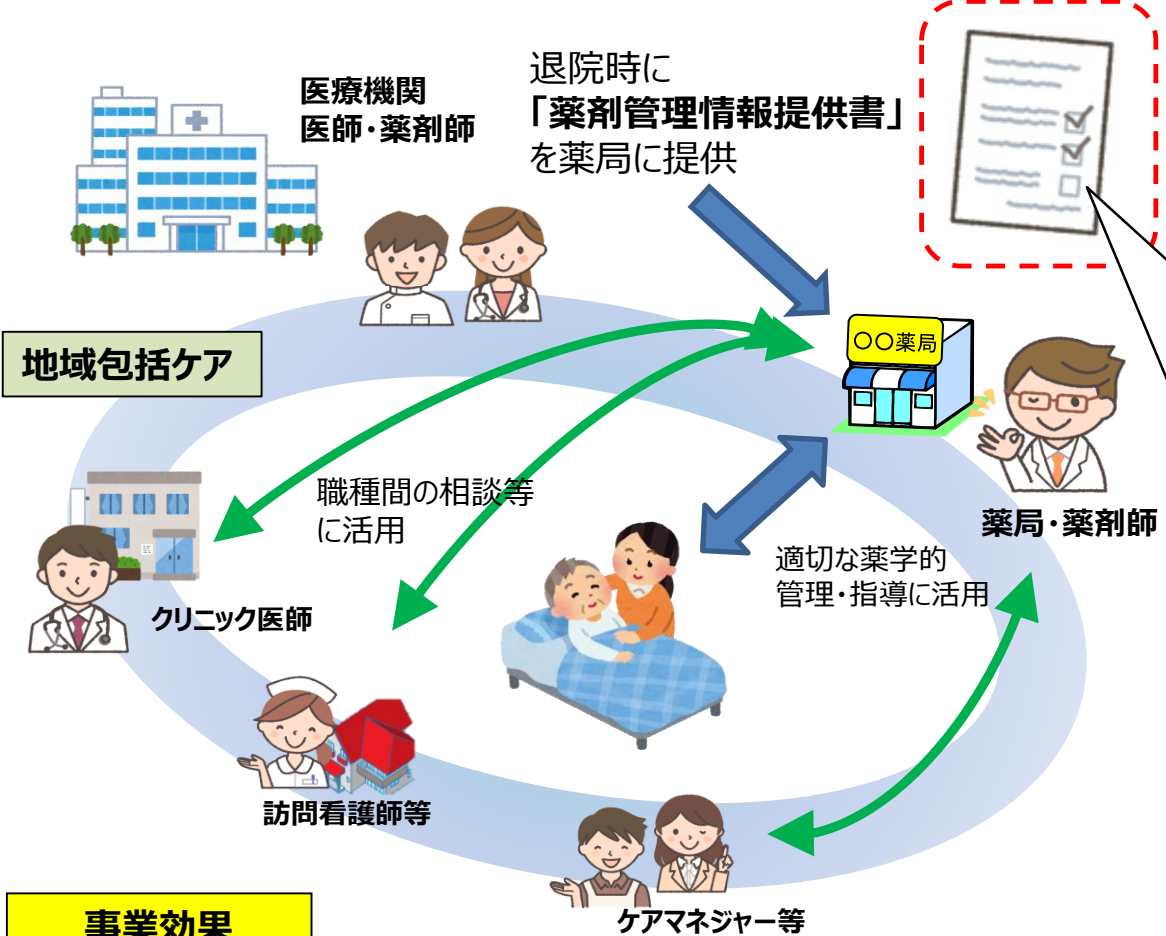 医療機関
医師・薬剤師
退院時に
「薬剤管理情報提供書」
を薬局に提供
地域包括ケア
〇〇薬局
薬局・薬剤師
職種間の相談等
に活用
適切な薬学的
管理・指導に活用
クリニック医師
訪問看護師等
ケアマネジャー等
事業効果